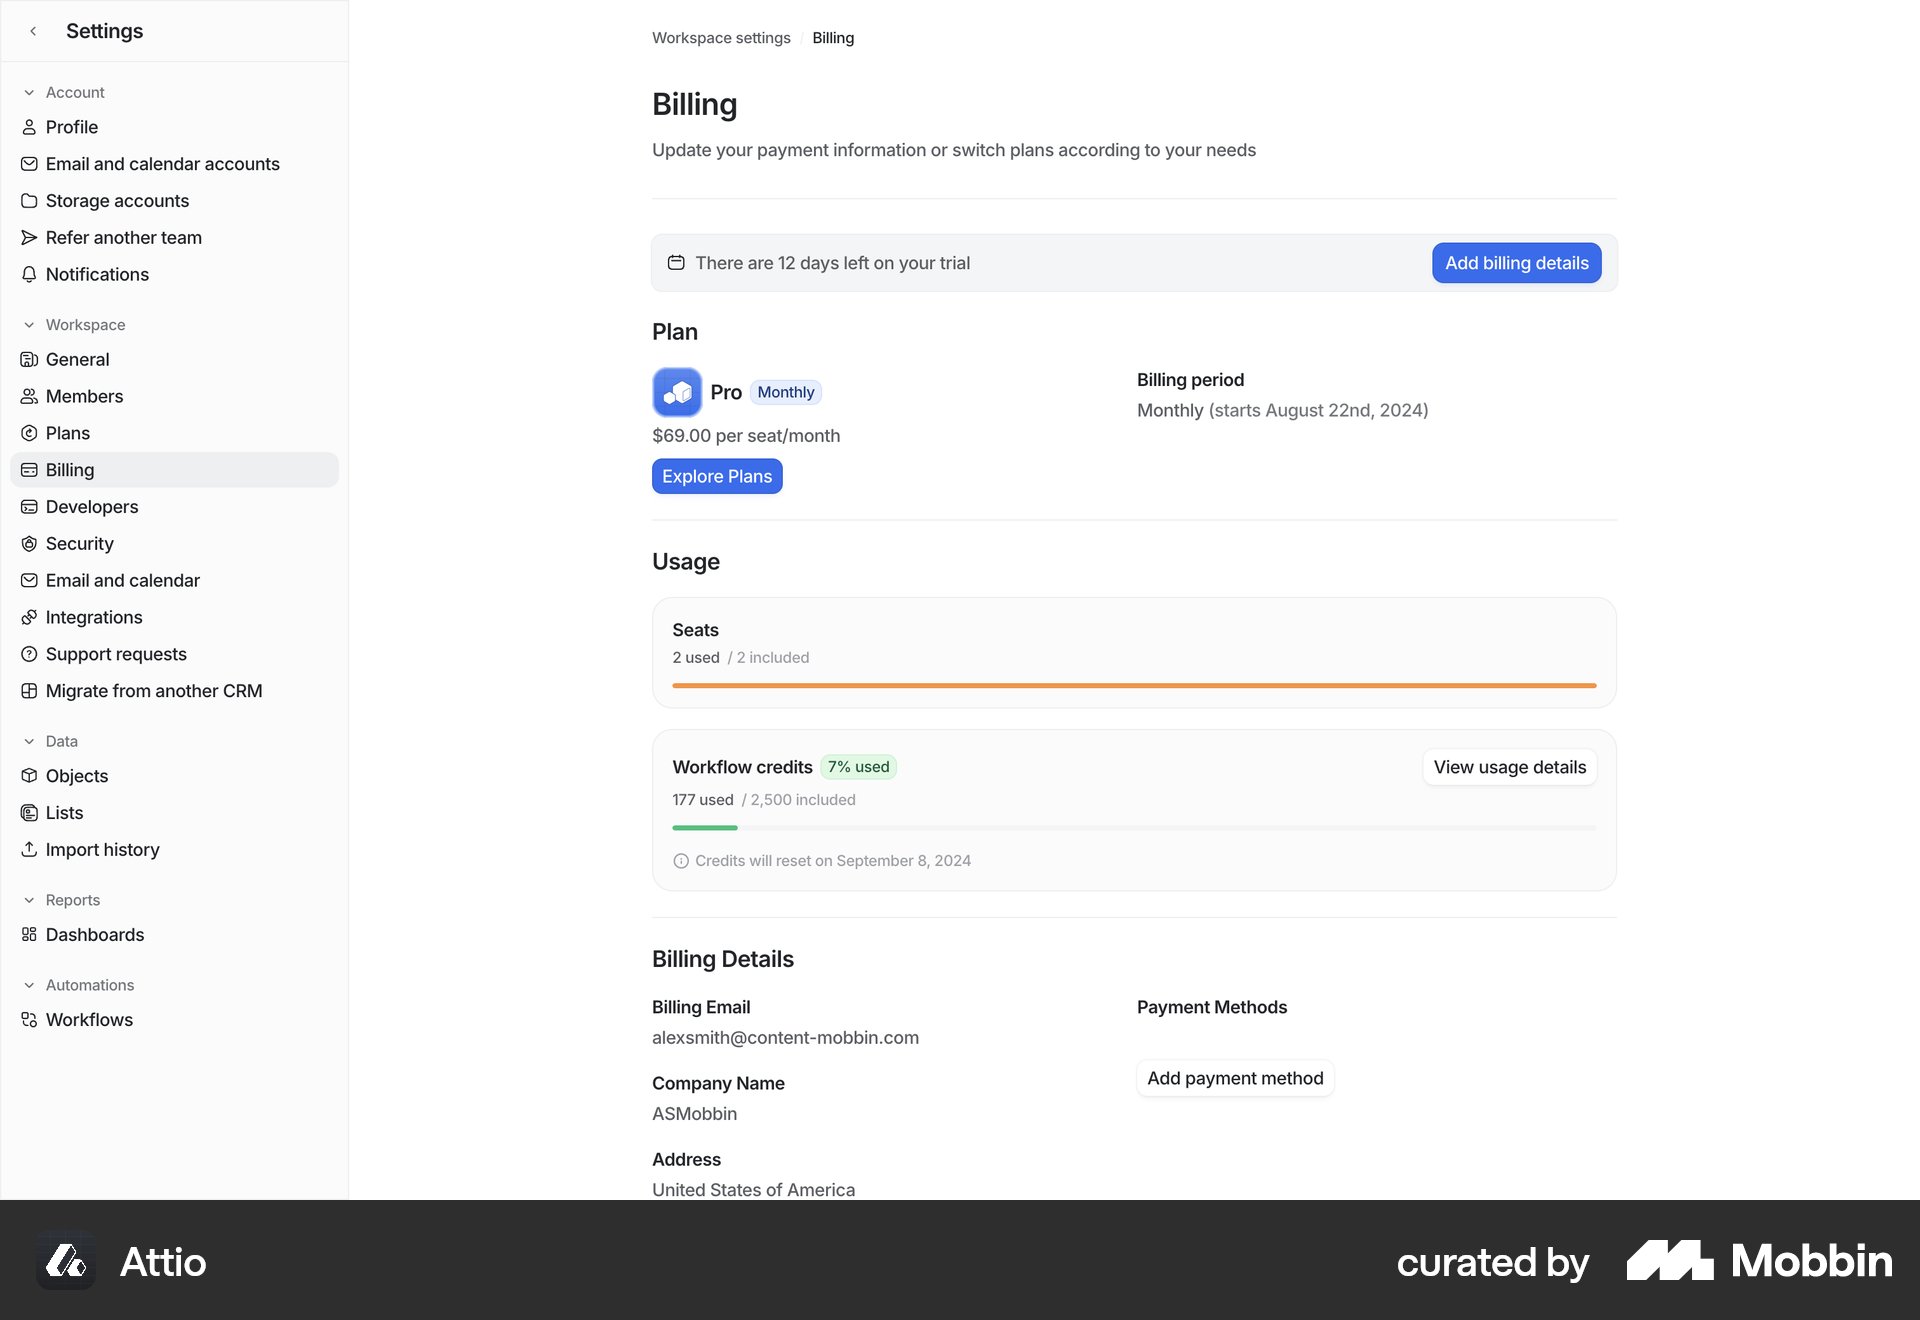 Settings
Account
Profile
Email and calendar accounts
Storage accounts
Refer another team
Notifications
Workspace
General
Members
Plans
Billing
Developers
Security
Email and calendar
Integrations
Support requests
Migrate from another CRM
Data
Objects
Lists
Import history
Reports
Dashboards
Automations
Workflows
Workspace settings / Billing
Billing
Update your payment information or switch plans according to your needs
There are 12 days left on your trial
Add billing details
Plan
Pro Monthly
$69.00 per seat/month
Explore Plans
Billing period
Monthly (starts August 22nd, 2024)
Usage
Seats
2 used / 2 included
Workflow credits 7% used
View usage details
177 used / 2,500 included
Credits will reset on September 8, 2024
Billing Details
Billing Email
alexsmith@content-mobbin.com
Company Name
ASMobbin
Address
United States of America
Payment Methods
Add payment method
Attio
curated by Mobbin